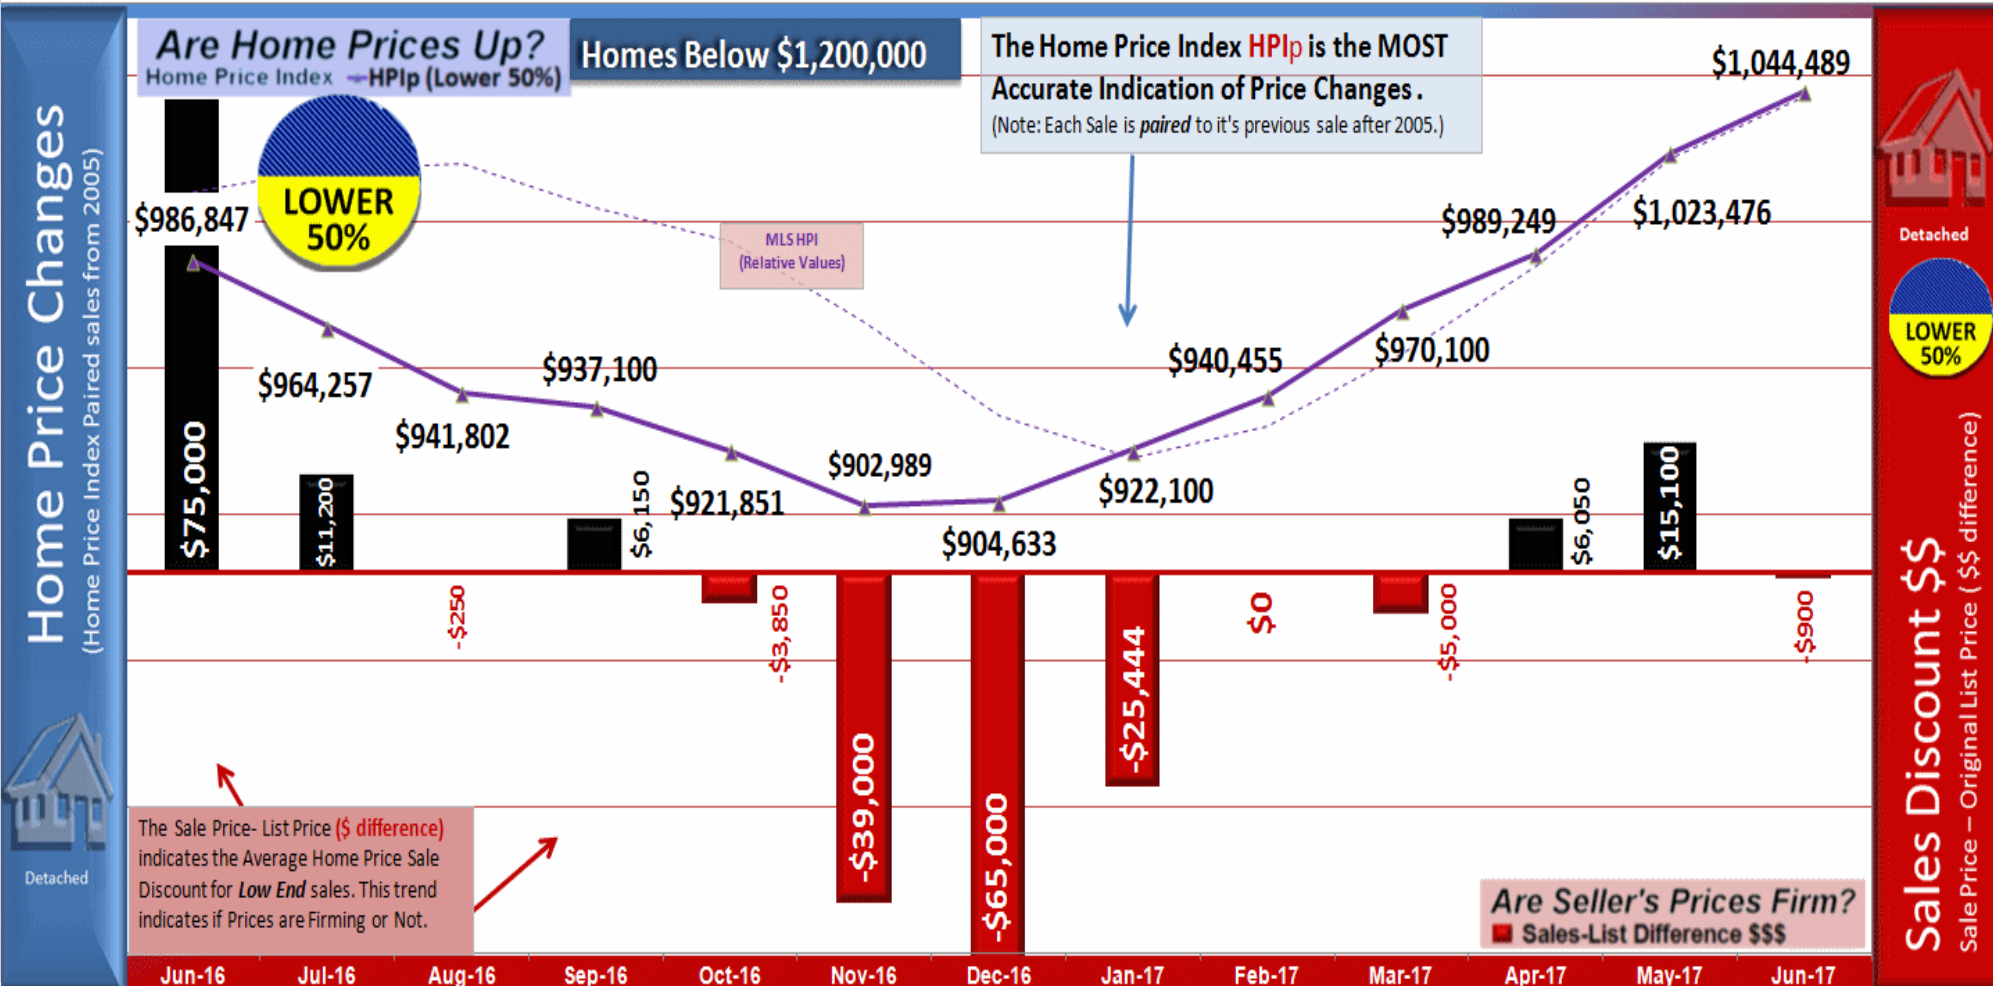 Are Home Prices Up?
Home Price Index HPIp (Lower 50%)
Homes Below $1,200,000
The Home Price Index HPIp is the MOST
Accurate Indication of Price Changes .
(Note: Each Sale is paired to it's previous sale after 2005.)
Home Price Changes
(Home Price Index Paired sales from 2005)
Detached
LOWER
50%
MLS HPI
(Relative Values)
$986,847
$964,257
$941,802
$937,100
$921,851
$902,989
$904,633
$922,100
$940,455
$970,100
$989,249
$1,023,476
$1,044,489
$75,000
$11,200
-$250
$6,150
-$3,850
-$39,000
-$65,000
-$25,444
$0
-$5,000
$6,050
$15,100
-$900
The Sale Price- List Price ($ difference)
indicates the Average Home Price Sale
Discount for Low End sales. This trend
indicates if Prices are Firming or Not.
Are Seller's Prices Firm?
Sales-List Difference $$$
Jun-16 Jul-16 Aug-16 Sep-16 Oct-16 Nov-16 Dec-16 Jan-17 Feb-17 Mar-17 Apr-17 May-17 Jun-17
Detached
LOWER
50%
Sales Discount $$
Sale Price – Original List Price ( $$ difference)